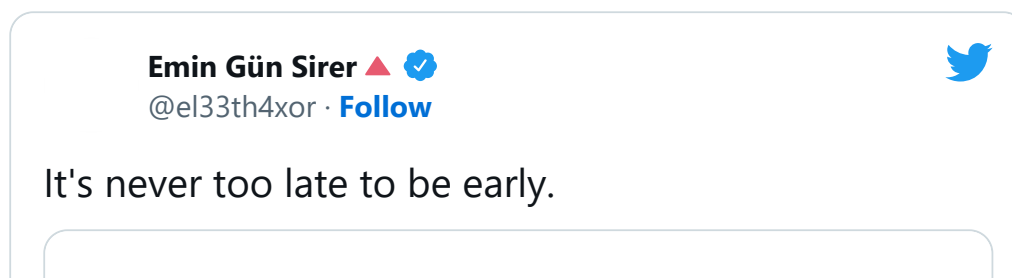 Emin Gün Sirer🔺
@el33th4xor · Follow
It's never too late to be early.